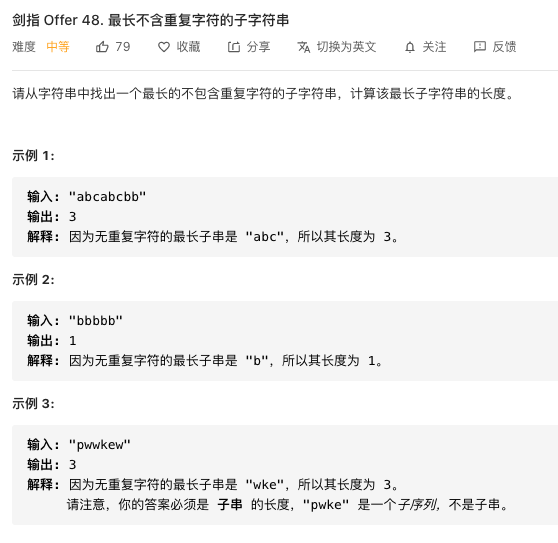 剑指 Offer 48. 最长不含重复字符的子字符串
难度 中等 79 收藏 分享 切换为英文 关注 反馈
请从字符串中找出一个最长的不包含重复字符的子字符串，计算该最长子字符串的长度。
示例 1:
输入: "abcabcbb"
输出: 3
解释: 因为无重复字符的最长子串是 "abc"，所以其长度为 3。
示例 2:
输入: "bbbbb"
输出: 1
解释: 因为无重复字符的最长子串是 "b"，所以其长度为 1。
示例 3:
输入: "pwwkew"
输出: 3
解释: 因为无重复字符的最长子串是 "wke"，所以其长度为 3。
请注意，你的答案必须是 子串 的长度，"pwke" 是一个子序列，不是子串。